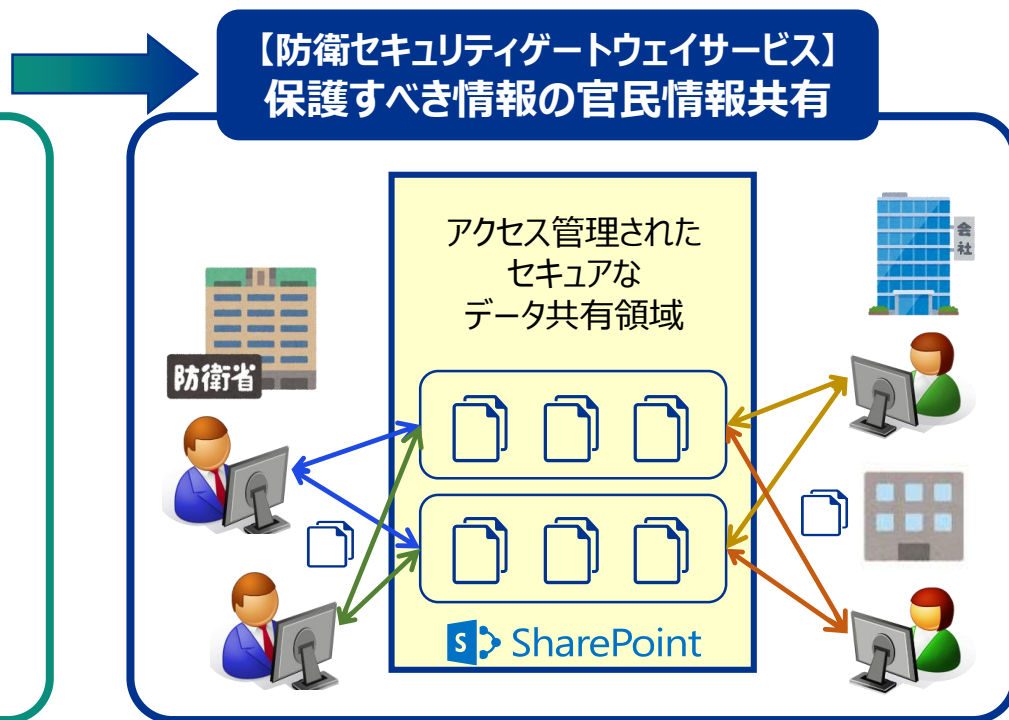 【防衛セキュリティゲートウェイサービス】
保護すべき情報の官民情報共有
アクセス管理された
セキュアな
データ共有領域
会社
防衛省
S SharePoint